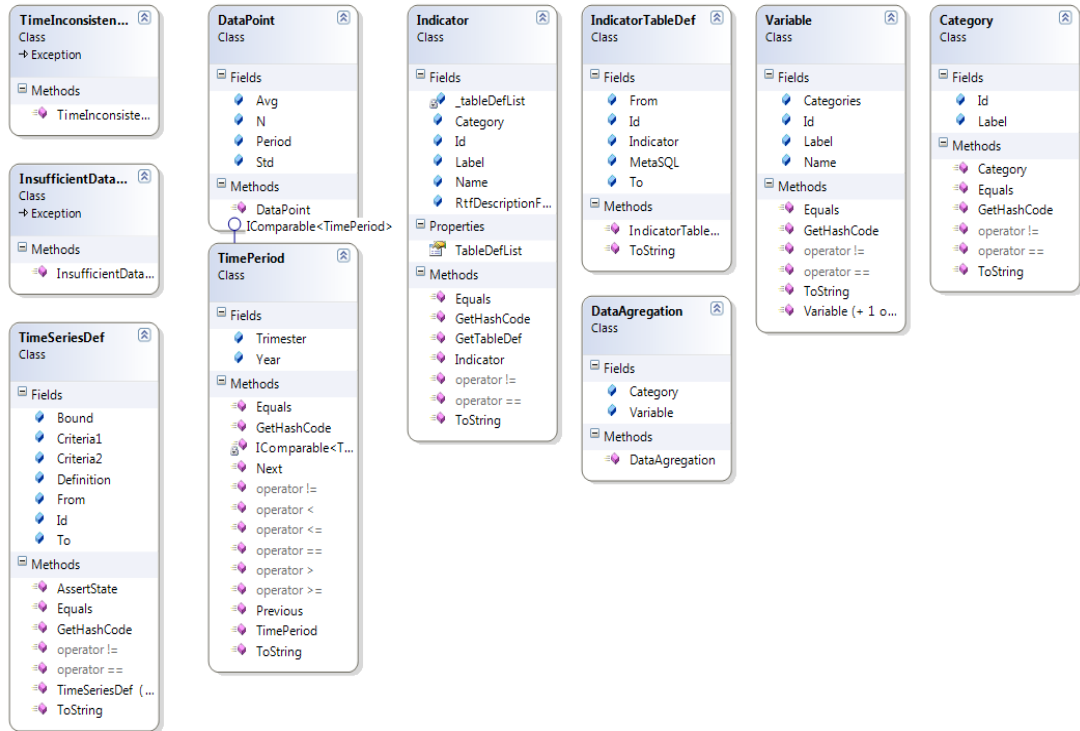 TimeInconsisten...
Class
Exception
Methods
TimeInconsiste...
InsufficientData...
Class
Exception
Methods
InsufficientData...
TimeSeriesDef
Class
Fields
Bound
Criteria1
Criteria2
Definition
From
Id
To
Methods
AssertState
Equals
GetHashCode
operator !=
operator ==
TimeSeriesDef (...
ToString
DataPoint
Class
Fields
Avg
N
Period
Std
Methods
DataPoint
IComparable<TimePeriod>
TimePeriod
Class
Fields
Trimester
Year
Methods
Equals
GetHashCode
IComparable<T...
Next
operator !=
operator <
operator <=
operator ==
operator >
operator >=
Previous
TimePeriod
ToString
Indicator
Class
Fields
_tableDefList
Category
Id
Label
Name
RtfDescriptionF...
Properties
TableDefList
Methods
Equals
GetHashCode
GetTableDef
Indicator
operator !=
operator ==
ToString
IndicatorTableDef
Class
Fields
From
Id
Indicator
MetaSQL
To
Methods
IndicatorTable...
ToString
DataAgregation
Class
Fields
Category
Variable
Methods
DataAgregation
Variable
Class
Fields
Categories
Id
Label
Name
Methods
Equals
GetHashCode
operator !=
operator ==
ToString
Variable (+ 1 o...
Category
Class
Fields
Id
Label
Methods
Category
Equals
GetHashCode
operator !=
operator ==
ToString